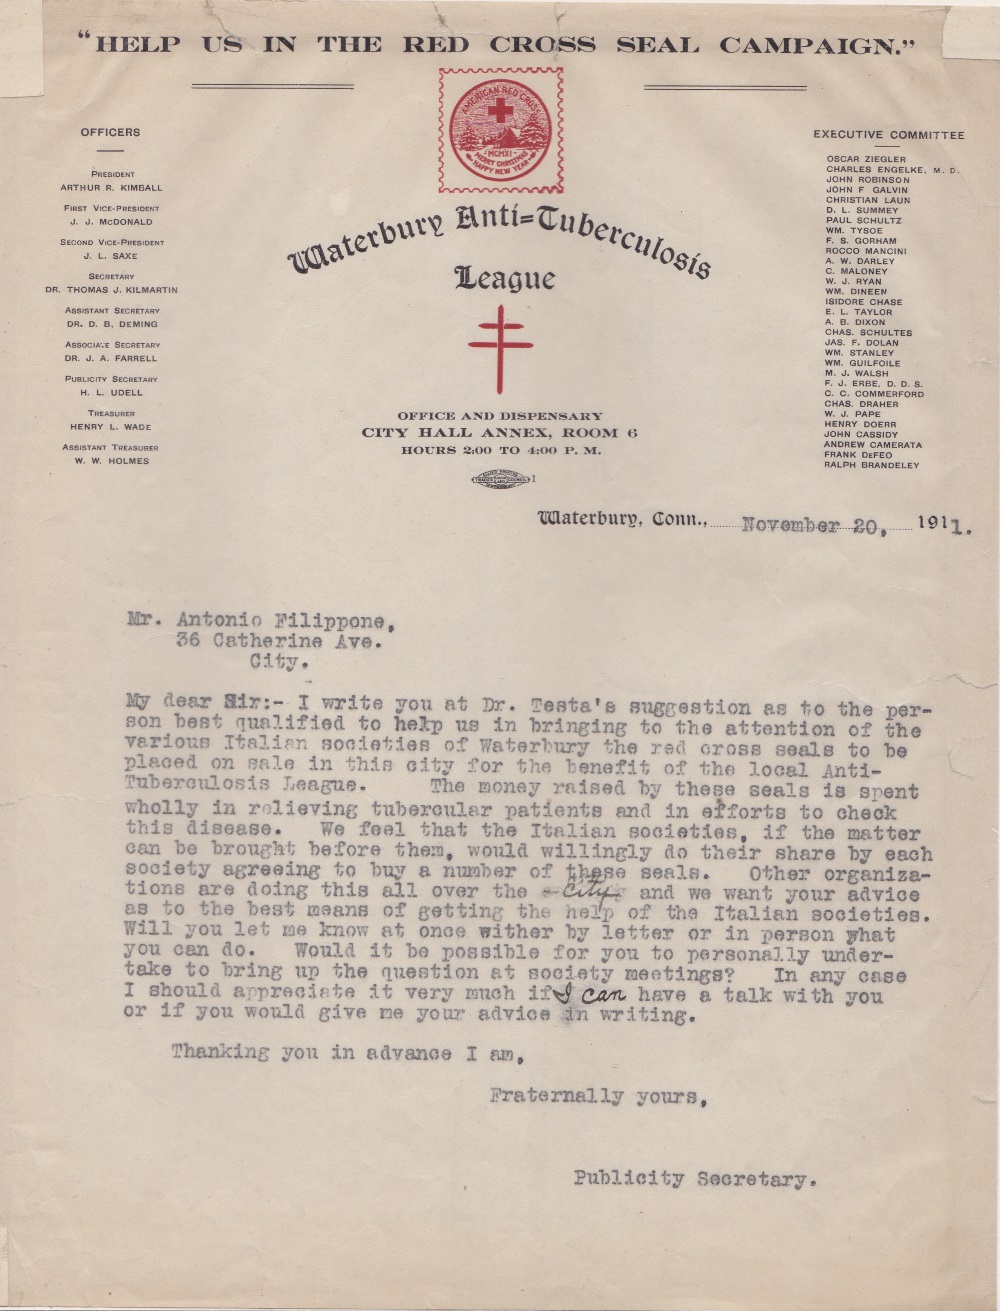 "HELP US IN THE RED CROSS SEAL CAMPAIGN."
AMERICAN RED CROSS
MCMXI
MERRY CHRISTMAS
HAPPY NEW YEAR
Waterbury Anti-Tuberculosis
League
OFFICE AND DISPENSARY
CITY HALL ANNEX, ROOM 6
HOURS 2:00 TO 4:00 P. M.
TRADES COUNCIL
1
OFFICERS
PRESIDENT
ARTHUR R. KIMBALL
FIRST VICE-PRESIDENT
J. J. McDONALD
SECOND VICE-PRESIDENT
J. L. SAXE
SECRETARY
DR. THOMAS J. KILMARTIN
ASSISTANT SECRETARY
DR. D. B, DEMING
ASSOCIATE SECRETARY
DR. J. A. FARRELL
PUBLICITY SECRETARY
H. L. UDELL
TREASURER
HENRY L. WADE
ASSISTANT TREASURER
W. W. HOLMES
EXECUTIVE COMMITTEE
OSCAR ZIEGLER
CHARLES ENGELKE, M. D.
JOHN ROBINSON
JOHN F GALVIN
CHRISTIAN LAUN
D. L. SUMMEY
PAUL SCHULTZ
WM. TYSOE
F. S. GORHAM
ROCCO MANCINI
A. W. DARLEY
C. MALONEY
W. J. RYAN
WM. DINEEN
ISIDORE CHASE
E. L. TAYLOR
A. B. DIXON
CHAS. SCHULTES
JAS. F. DOLAN
WM. STANLEY
WM. GUILFOILE
M. J. WALSH
F. J. ERBE, D. D. S.
C. C. COMMERFORD
CHAS. DRAHER
W. J. PAPE
HENRY DOERR
JOHN CASSIDY
ANDREW CAMERATA
FRANK DeFEO
RALPH BRANDELEY
Waterbury, Conn., November 20, 1911.
Mr. Antonio Filippone,
36 Catherine Ave.
City.
My dear Sir:- I write you at Dr. Testa's suggestion as to the per-
son best qualified to help us in bringing to the attention of the
various Italian societies of Waterbury the red cross seals to be
placed on sale in this city for the benefit of the local Anti-
Tuberculosis League. The money raised by these seals is spent
wholly in relieving tubercular patients and in efforts to check
this disease. We feel that the Italian societies, if the matter
can be brought before them, would willingly do their share by each
society agreeing to buy a number of these seals. Other organiza-
tions are doing this all over the City and we want your advice
as to the best means of getting the help of the Italian societies.
Will you let me know at once wither by letter or in person what
you can do. Would it be possible for you to personally under-
take to bring up the question at society meetings? In any case
I should appreciate it very much if I can have a talk with you
or if you would give me your advice in writing.
Thanking you in advance I am,
Fraternally yours,
Publicity Secretary.